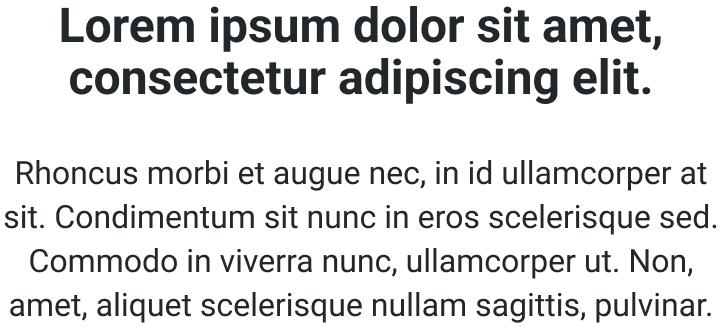 Lorem ipsum dolor sit amet,
consectetur adipiscing elit.
Rhoncus morbi et augue nec, in id ullamcorper at
sit. Condimentum sit nunc in eros scelerisque sed.
Commodo in viverra nunc, ullamcorper ut. Non,
amet, aliquet scelerisque nullam sagittis, pulvinar.